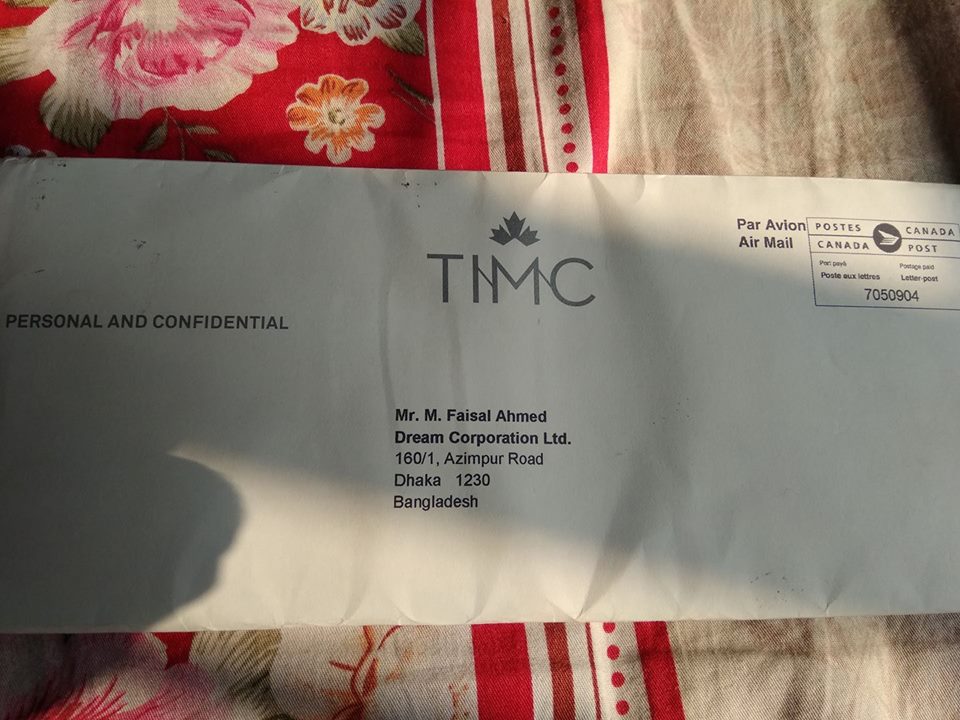 TIMC
Par Avion
Air Mail
POSTES CANADA
CANADA POST
Port payé Postage paid
Poste aux lettres Letter-post
7050904
PERSONAL AND CONFIDENTIAL
Mr. M. Faisal Ahmed
Dream Corporation Ltd.
160/1, Azimpur Road
Dhaka 1230
Bangladesh